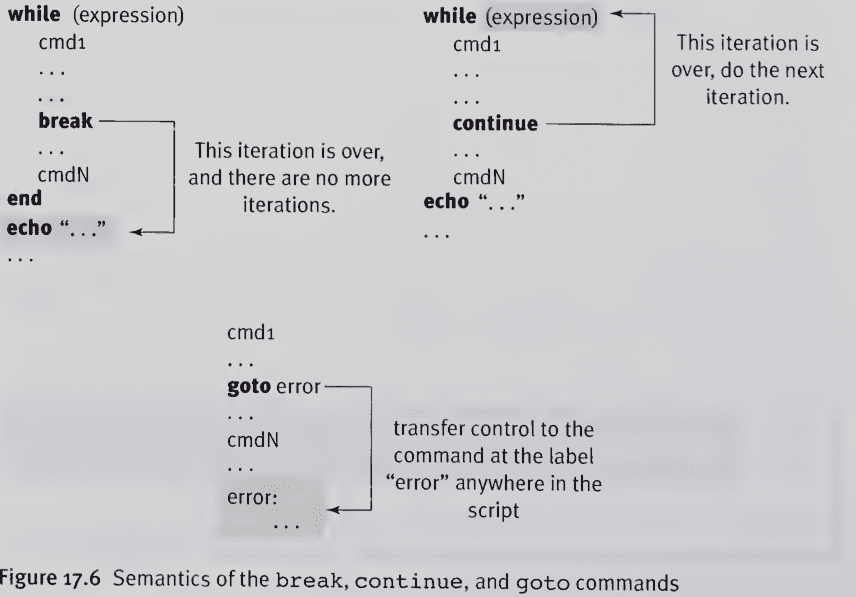 while (expression)
cmd1
. . .
. . .
break
. . .
cmdN
end
echo “. . .”
. . .
This iteration is over,
and there are no more
iterations.
while (expression)
cmd1
. . .
. . .
continue
. . .
cmdN
echo “. . .”
. . .
This iteration is
over, do the next
iteration.
cmd1
. . .
goto error
. . .
cmdN
. . .
error:
. . .
transfer control to the
command at the label
“error” anywhere in the
script
Figure 17.6 Semantics of the break, continue, and goto commands